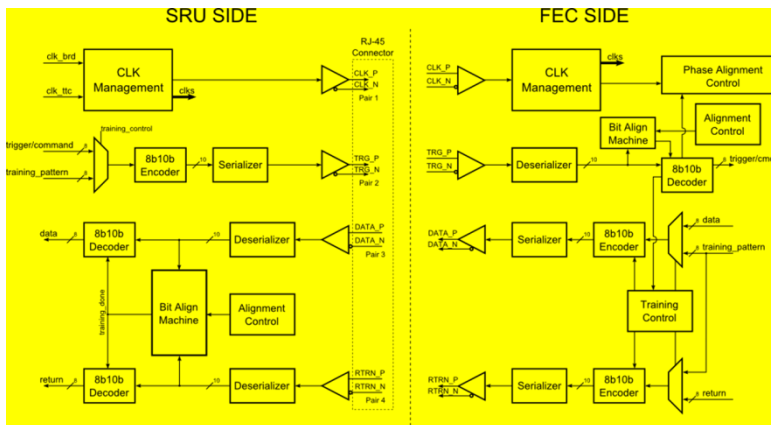 SRU SIDE
FEC SIDE
RJ-45
Connector
clk_brd
clk_ttc
CLK
Management
clks
CLK_P
CLK_N
Pair 1
trigger/command
8
training_pattern
8
training_control
8b10b
Encoder
10
Serializer
TRG_P
TRG_N
Pair 2
data
8
8b10b
Decoder
10
Deserializer
DATA_P
DATA_N
Pair 3
training_done
Bit Align
Machine
Alignment
Control
return
8
8b10b
Decoder
10
Deserializer
RTRN_P
RTRN_N
Pair 4
CLK_P
CLK_N
CLK
Management
clks
Phase Alignment
Control
Bit Align
Machine
Alignment
Control
TRG_P
TRG_N
Deserializer
10
8b10b
Decoder
8
trigger/cmd
DATA_P
DATA_N
Serializer
10
8b10b
Encoder
8
data
training_pattern
8
Training
Control
RTRN_P
RTRN_N
Serializer
10
8b10b
Encoder
8
return